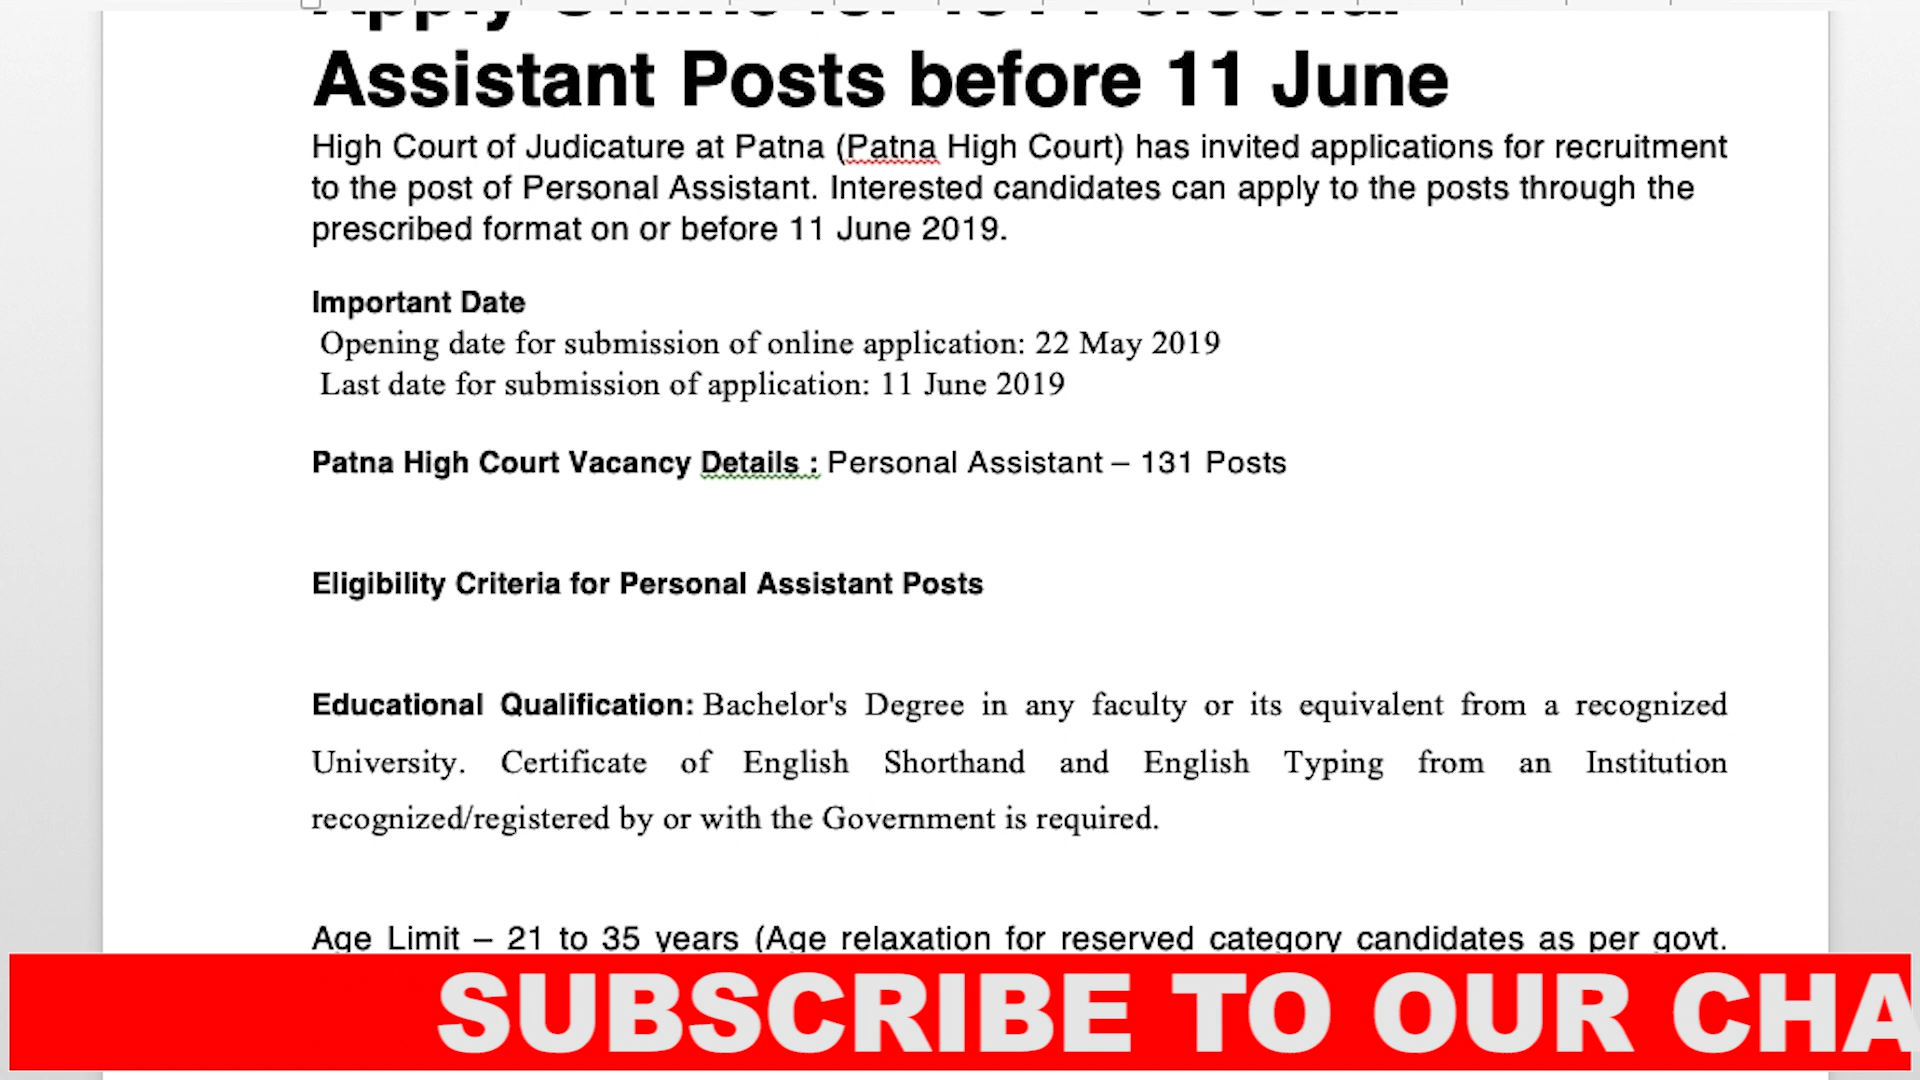 Apply Online for 131 Personal
Assistant Posts before 11 June
High Court of Judicature at Patna (Patna High Court) has invited applications for recruitment
to the post of Personal Assistant. Interested candidates can apply to the posts through the
prescribed format on or before 11 June 2019.
Important Date
Opening date for submission of online application: 22 May 2019
Last date for submission of application: 11 June 2019
Patna High Court Vacancy Details : Personal Assistant – 131 Posts
Eligibility Criteria for Personal Assistant Posts
Educational Qualification: Bachelor's Degree in any faculty or its equivalent from a recognized
University. Certificate of English Shorthand and English Typing from an Institution
recognized/registered by or with the Government is required.
Age Limit – 21 to 35 years (Age relaxation for reserved category candidates as per govt.
SUBSCRIBE TO OUR CHA